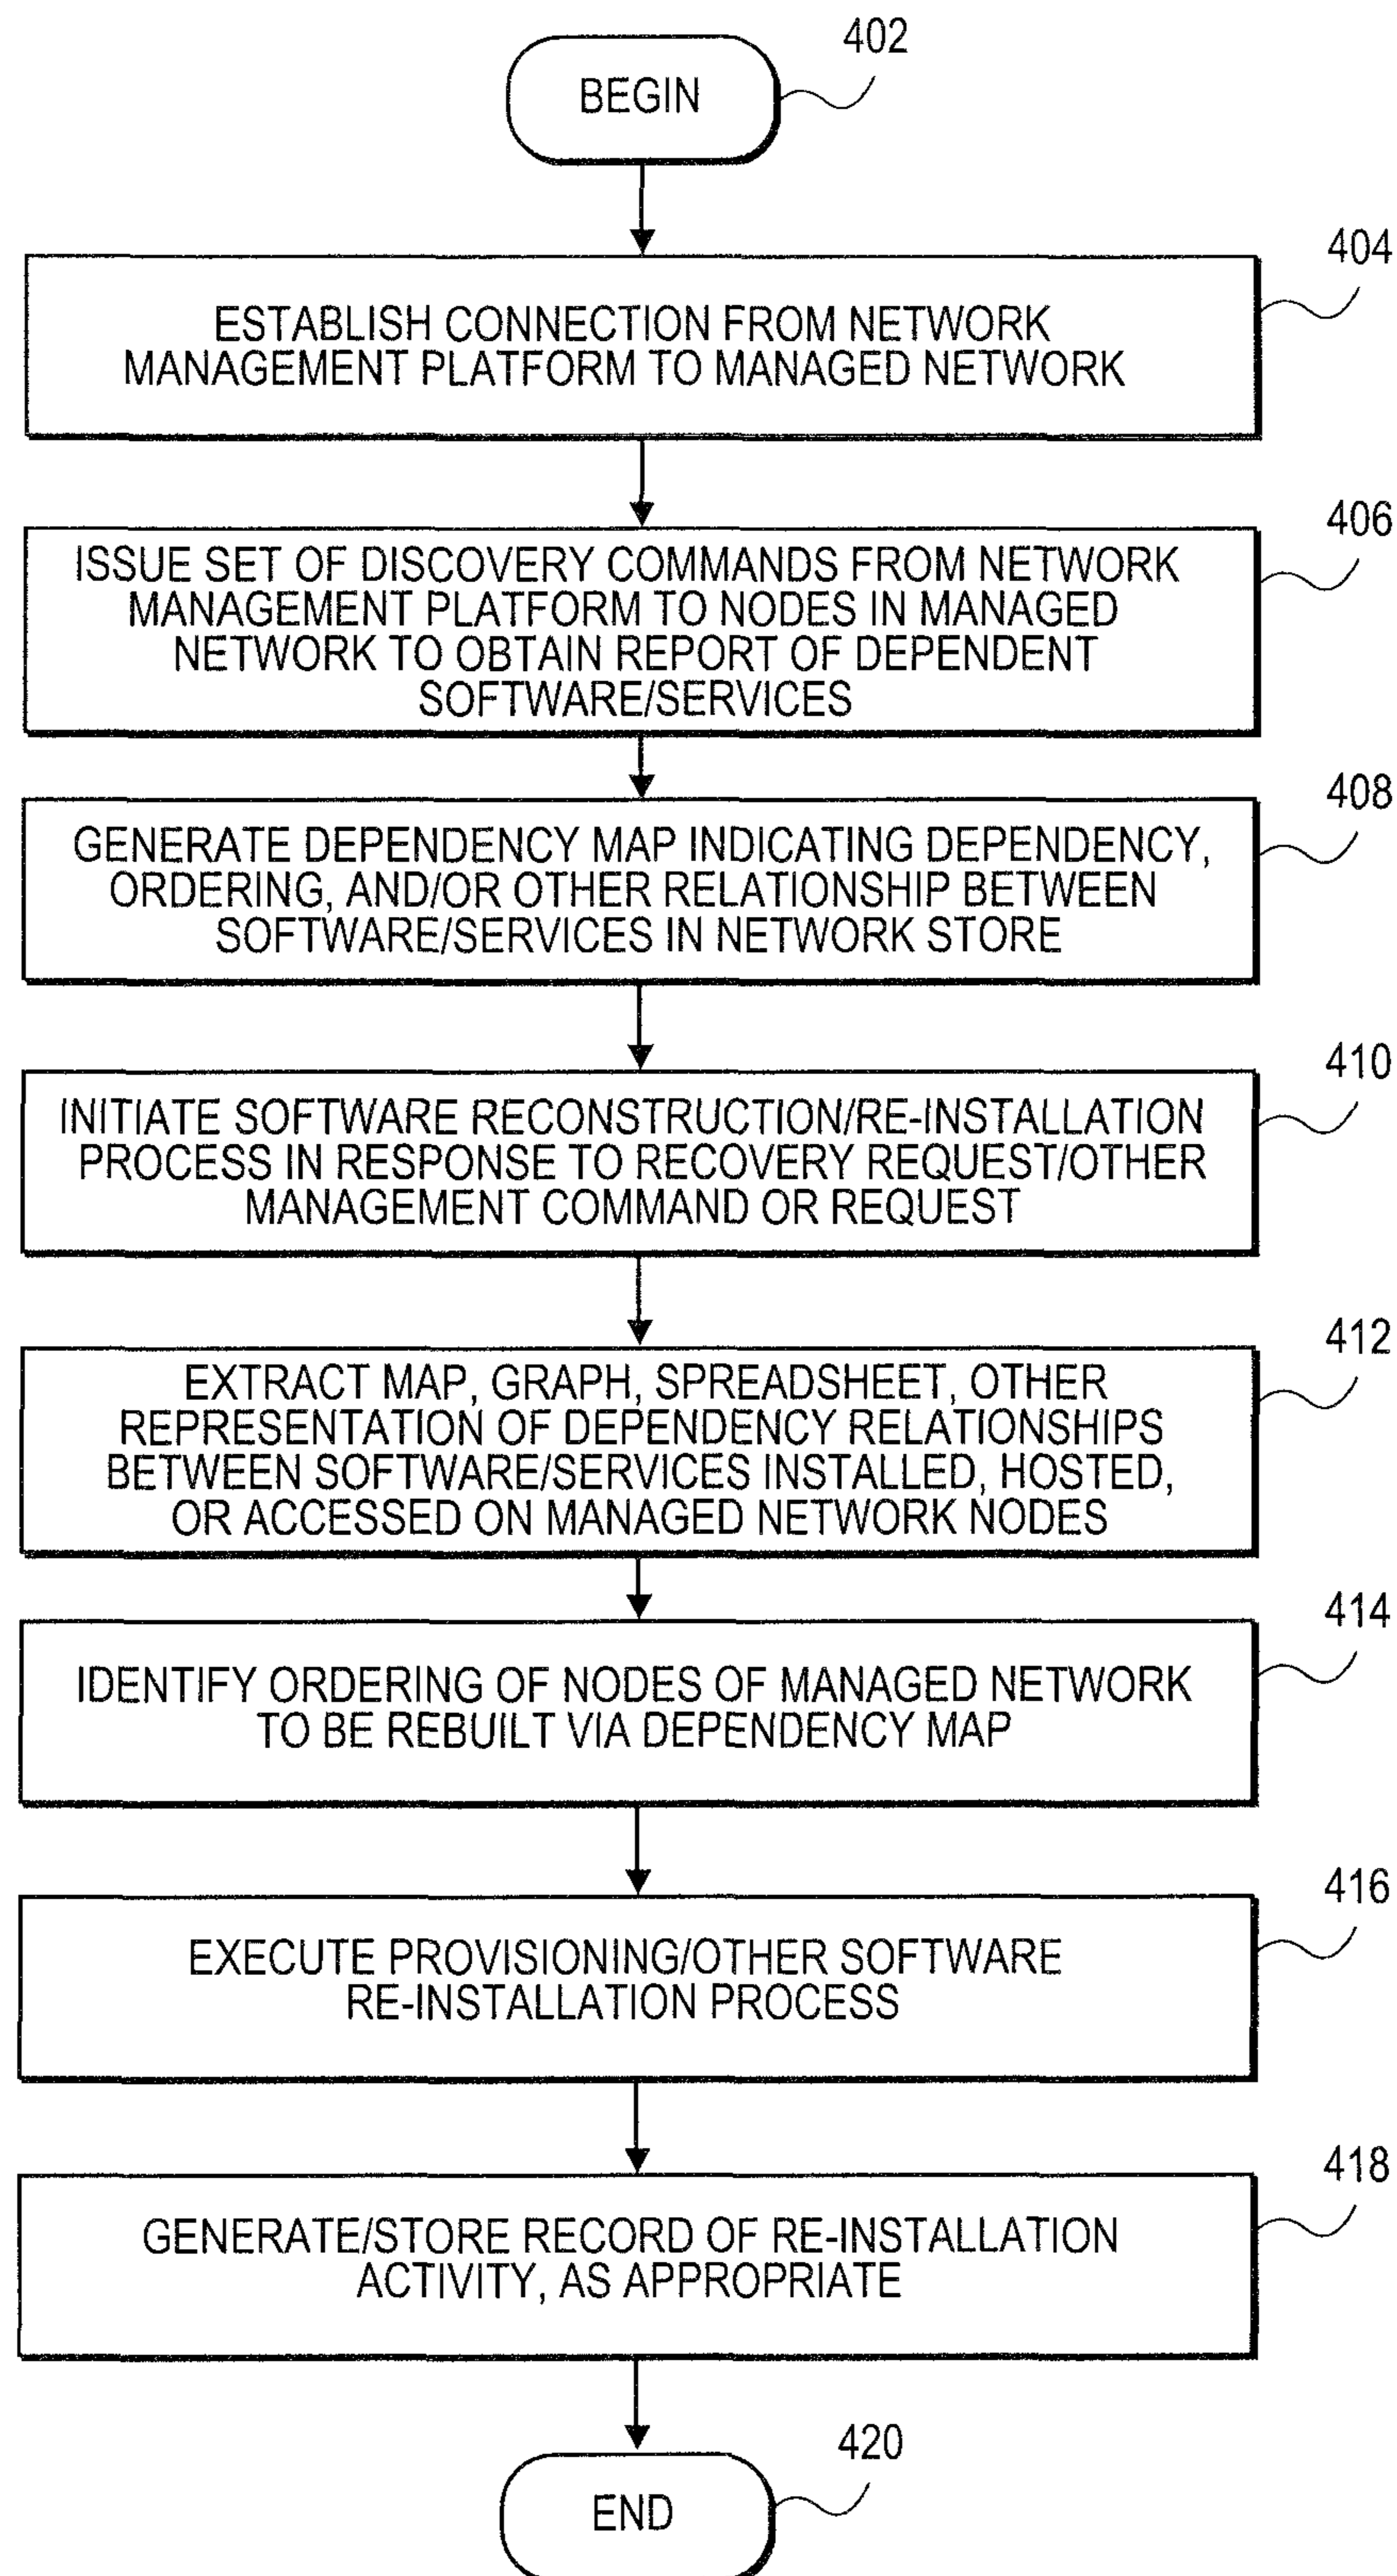 402
BEGIN
404
ESTABLISH CONNECTION FROM NETWORK
MANAGEMENT PLATFORM TO MANAGED NETWORK
406
ISSUE SET OF DISCOVERY COMMANDS FROM NETWORK
MANAGEMENT PLATFORM TO NODES IN MANAGED
NETWORK TO OBTAIN REPORT OF DEPENDENT
SOFTWARE/SERVICES
408
GENERATE DEPENDENCY MAP INDICATING DEPENDENCY,
ORDERING, AND/OR OTHER RELATIONSHIP BETWEEN
SOFTWARE/SERVICES IN NETWORK STORE
410
INITIATE SOFTWARE RECONSTRUCTION/RE-INSTALLATION
PROCESS IN RESPONSE TO RECOVERY REQUEST/OTHER
MANAGEMENT COMMAND OR REQUEST
412
EXTRACT MAP, GRAPH, SPREADSHEET, OTHER
REPRESENTATION OF DEPENDENCY RELATIONSHIPS
BETWEEN SOFTWARE/SERVICES INSTALLED, HOSTED,
OR ACCESSED ON MANAGED NETWORK NODES
414
IDENTIFY ORDERING OF NODES OF MANAGED NETWORK
TO BE REBUILT VIA DEPENDENCY MAP
416
EXECUTE PROVISIONING/OTHER SOFTWARE
RE-INSTALLATION PROCESS
418
GENERATE/STORE RECORD OF RE-INSTALLATION
ACTIVITY, AS APPROPRIATE
420
END